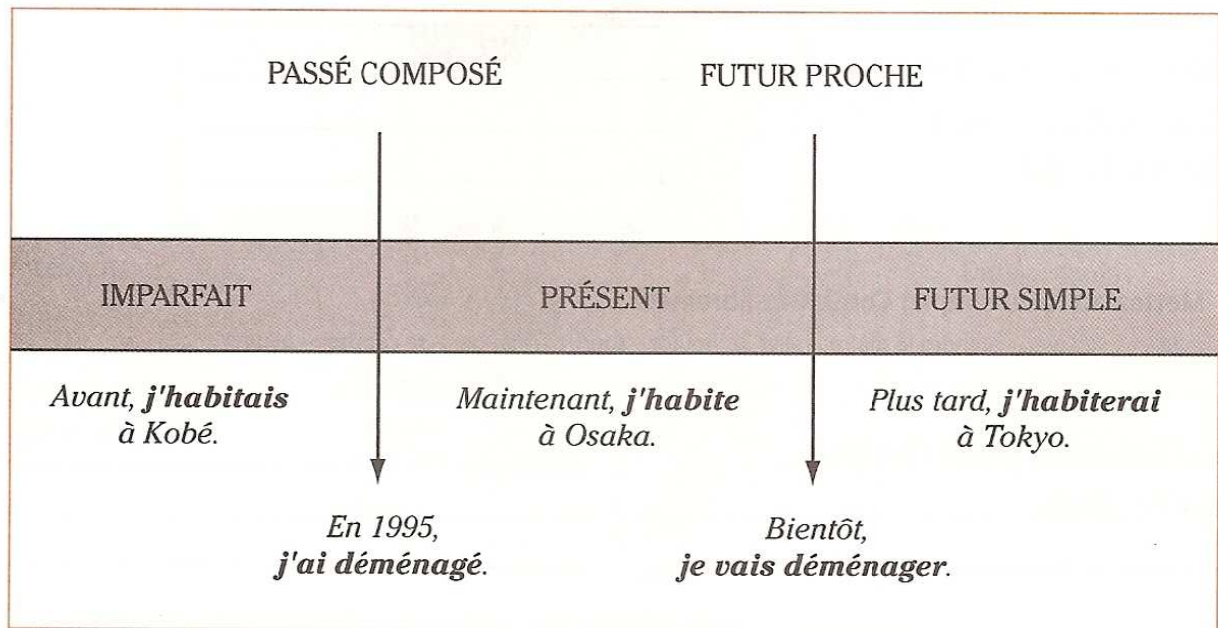 PASSÉ COMPOSÉ
FUTUR PROCHE
IMPARFAIT
PRÉSENT
FUTUR SIMPLE
Avant, j'habitais
à Kobé.
Maintenant, j'habite
à Osaka.
Plus tard, j'habiterai
à Tokyo.
En 1995,
j'ai déménagé.
Bientôt,
je vais déménager.